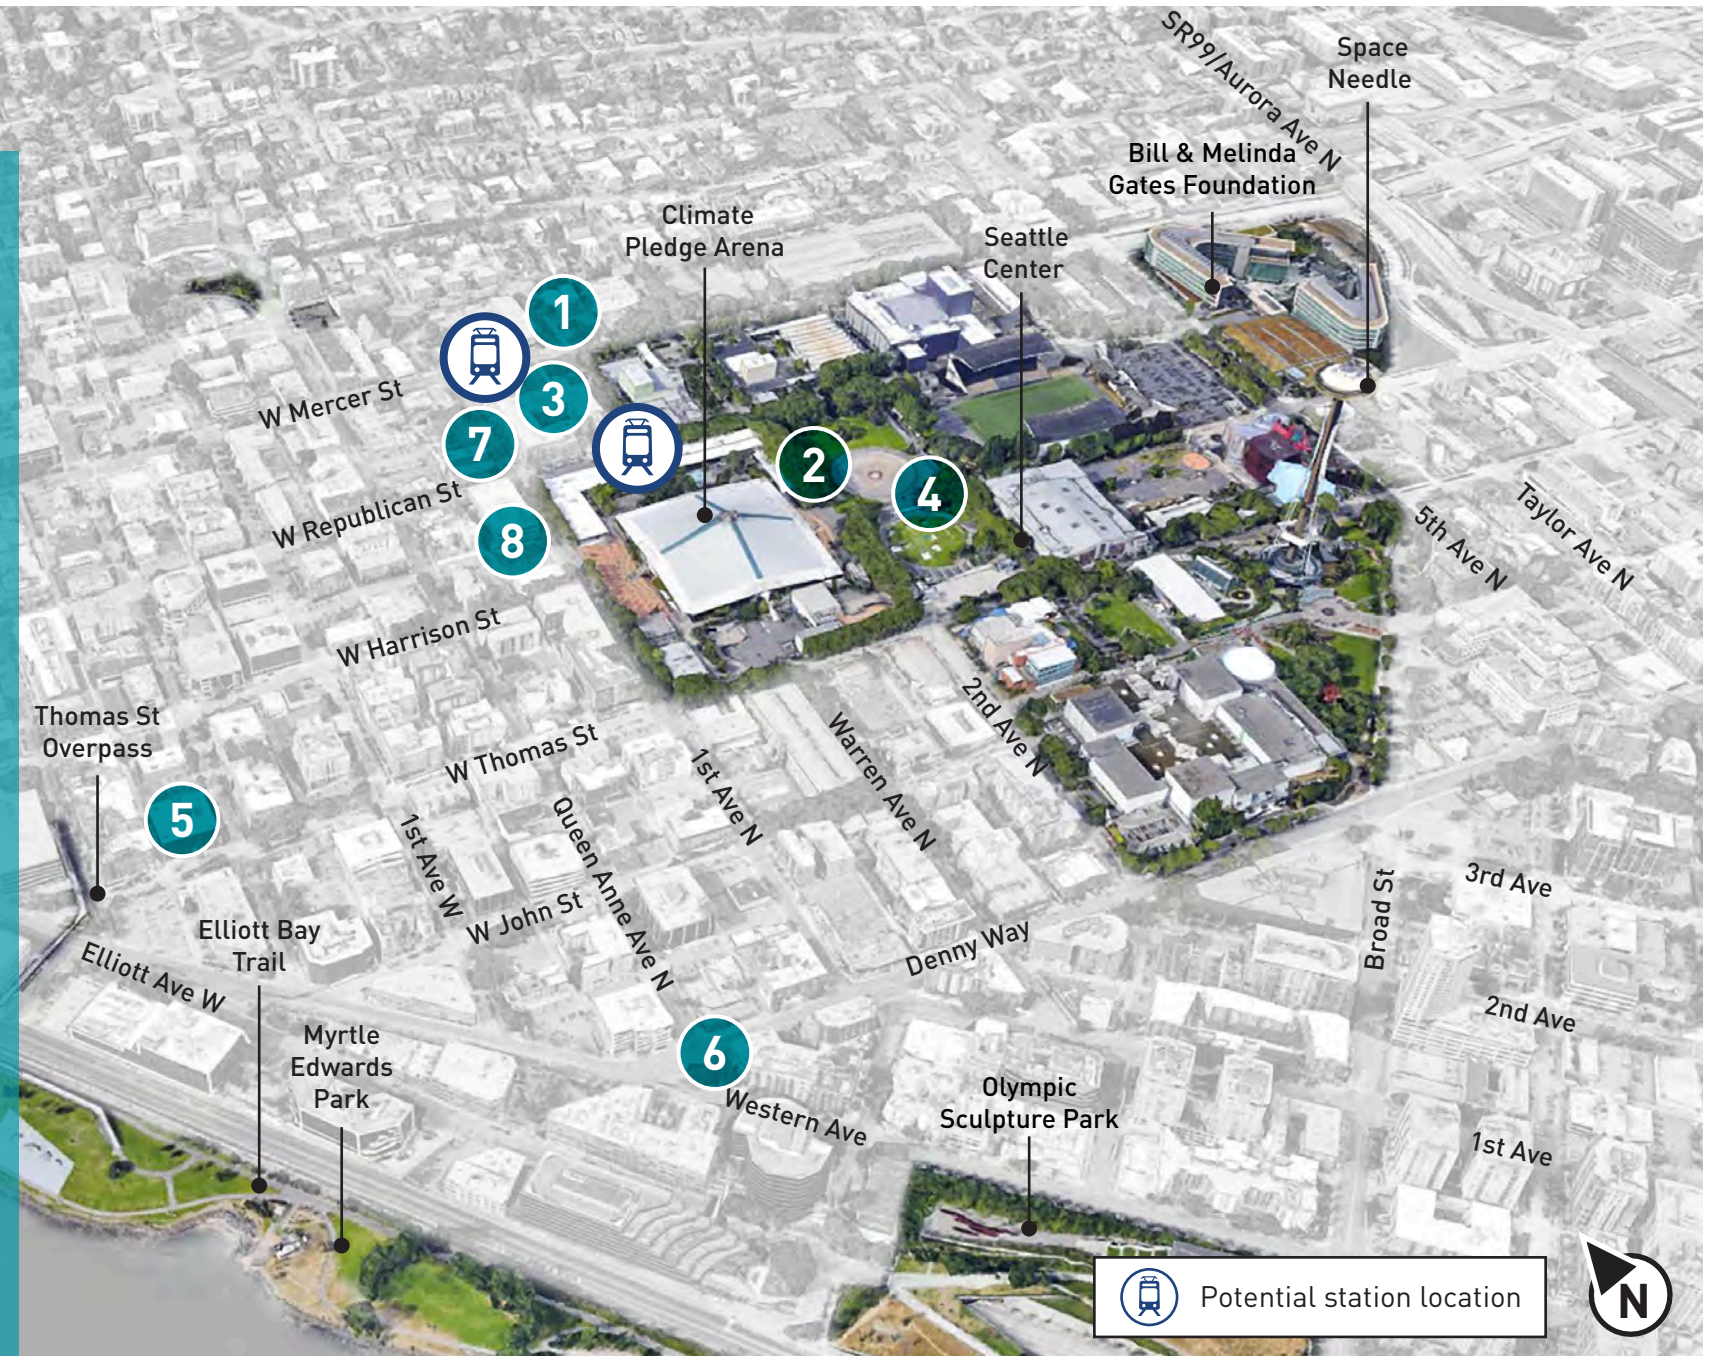 SR99/Aurora Ave N
Space
Needle
Bill & Melinda
Gates Foundation
Climate
Pledge Arena
Seattle
Center
1
3
W Mercer St
7
2
4
W Republican St
8
5th Ave N
Taylor Ave N
W Harrison St
Thomas St
Overpass
W Thomas St
2nd Ave N
Warren Ave N
1st Ave N
5
Queen Anne Ave N
1st Ave W
W John St
3rd Ave
Broad St
Denny Way
Elliott Bay
Trail
Elliott Ave W
2nd Ave
Myrtle
Edwards
Park
6
Western Ave
Olympic
Sculpture Park
1st Ave
Potential station location
N